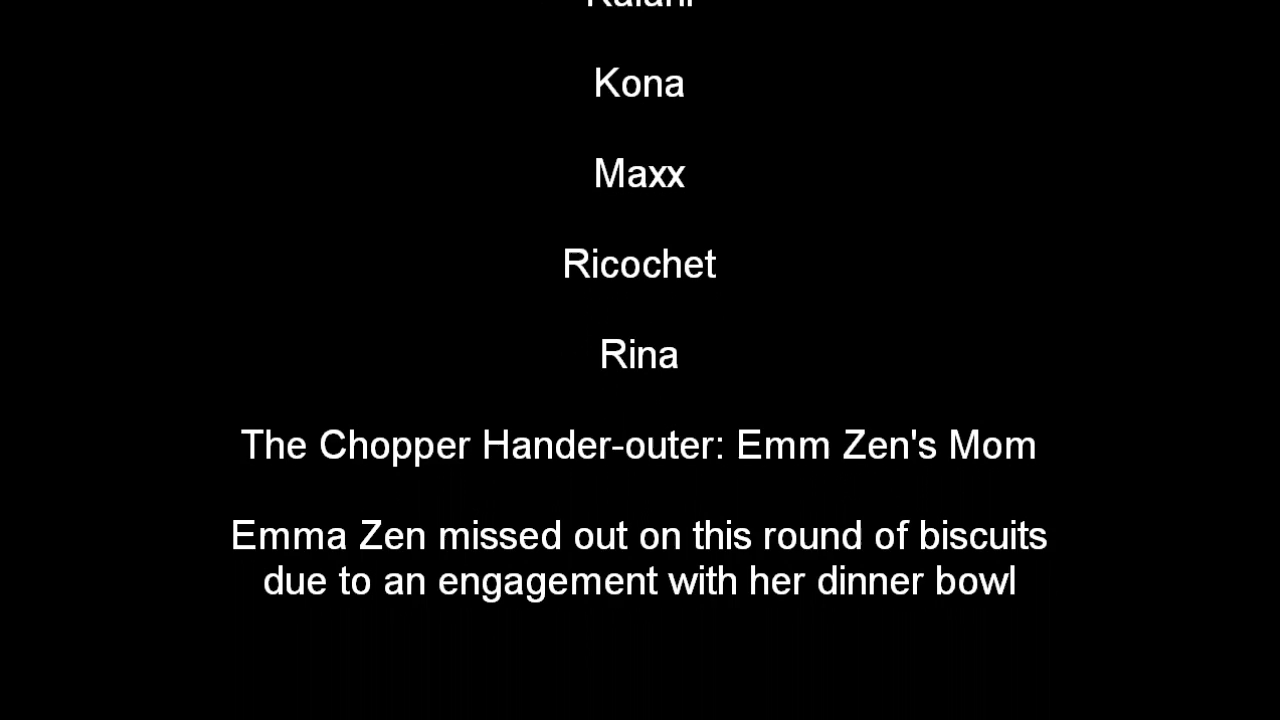 Kona
Maxx
Ricochet
Rina
The Chopper Hander-outer: Emm Zen's Mom
Emma Zen missed out on this round of biscuits
due to an engagement with her dinner bowl